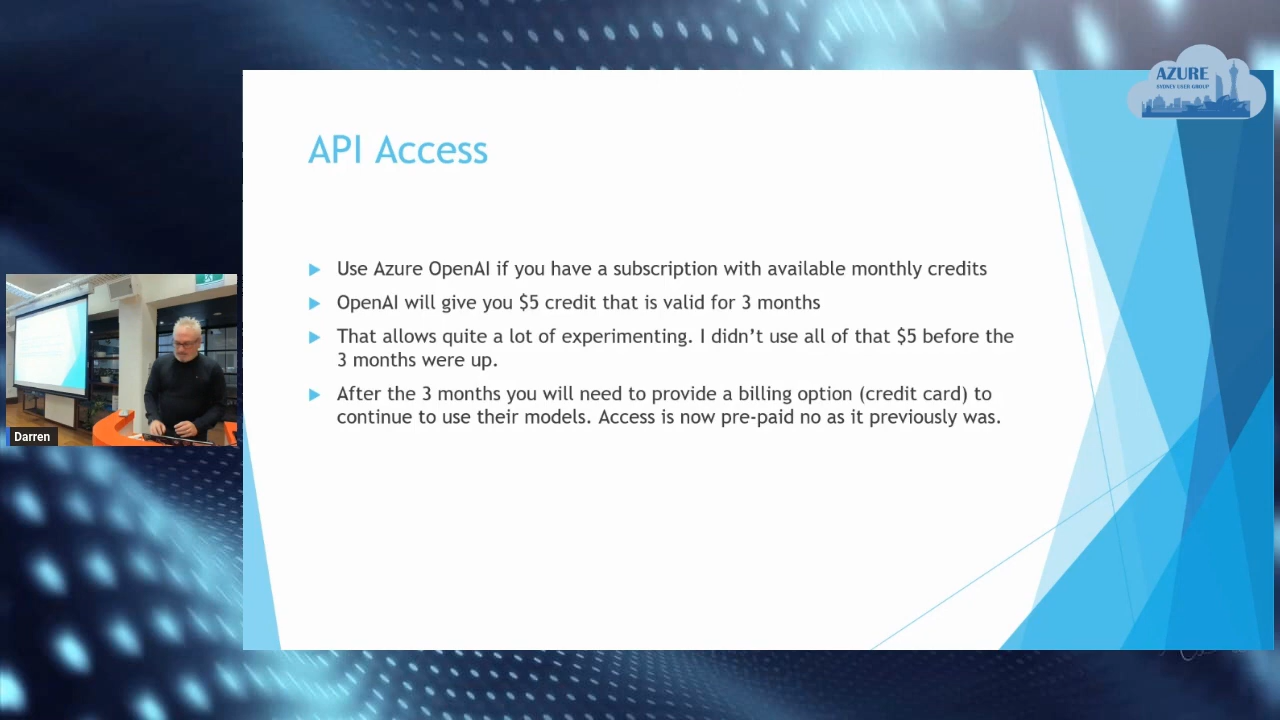 AZURE
SYDNEY USER GROUP
API Access
Use Azure OpenAI if you have a subscription with available monthly credits
OpenAI will give you $5 credit that is valid for 3 months
That allows quite a lot of experimenting. I didn’t use all of that $5 before the
3 months were up.
After the 3 months you will need to provide a billing option (credit card) to
continue to use their models. Access is now pre-paid no as it previously was.
Darren